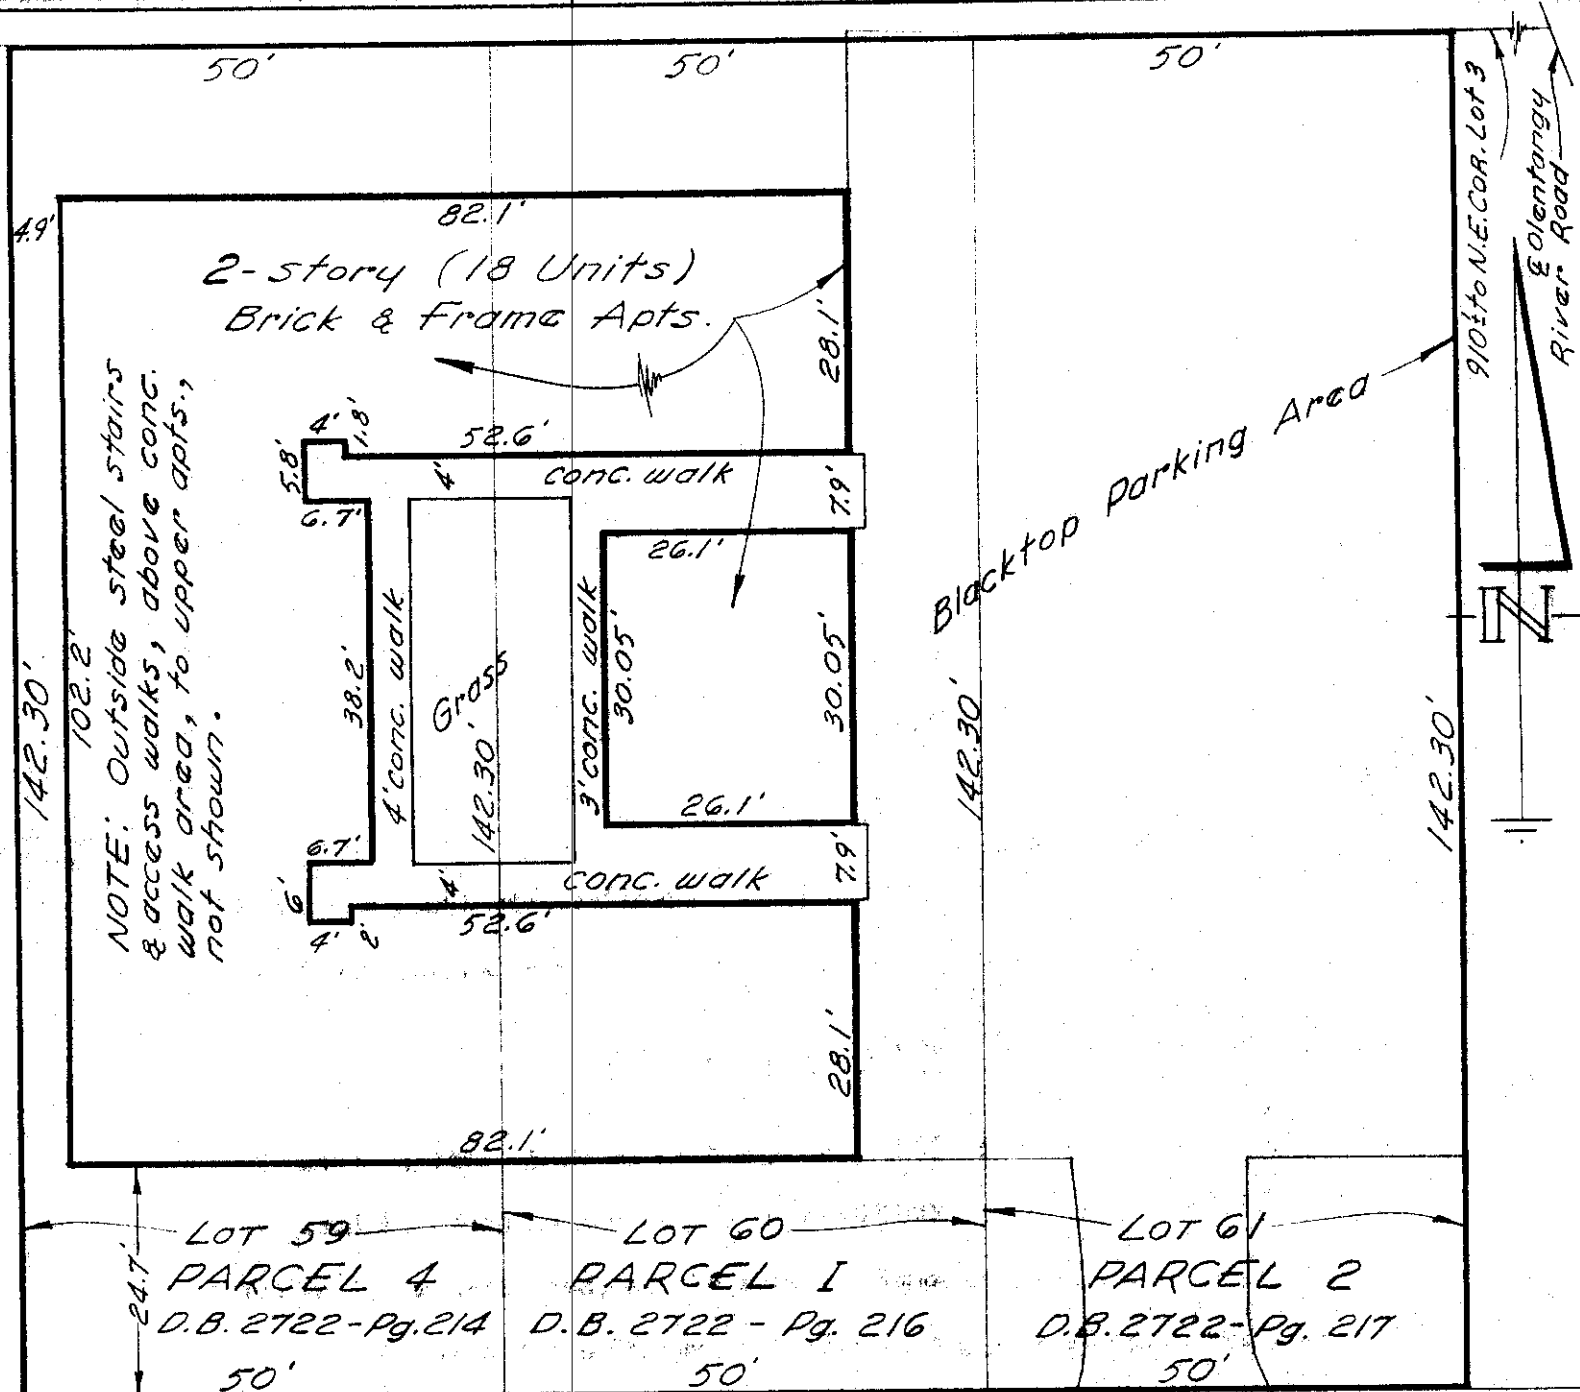 50'
50'
50'
910± to N.E. COR. Lot 3
℄ Olentangy
River Road
4.9'
82.1'
2-story (18 Units)
Brick & Frame Apts.
28.1'
NOTE: Outside steel stairs
& access walks, above conc.
walk area, to upper apts.,
not shown.
4'
1.8'
5.8'
6.7'
52.6'
4'
conc. walk
7.9'
26.1'
Blacktop Parking Area
N
142.30'
102.2'
38.2'
4' conc. walk
Grass
142.30'
3' conc. walk
30.05'
30.05'
142.30'
142.30'
26.1'
6.7'
6'
4'
2'
4'
conc. walk
52.6'
7.9'
28.1'
82.1'
24.7'
LOT 59
PARCEL 4
D.B. 2722-Pg. 214
50'
LOT 60
PARCEL 1
D.B. 2722 - Pg. 216
50'
LOT 61
PARCEL 2
D.B. 2722-Pg. 217
50'